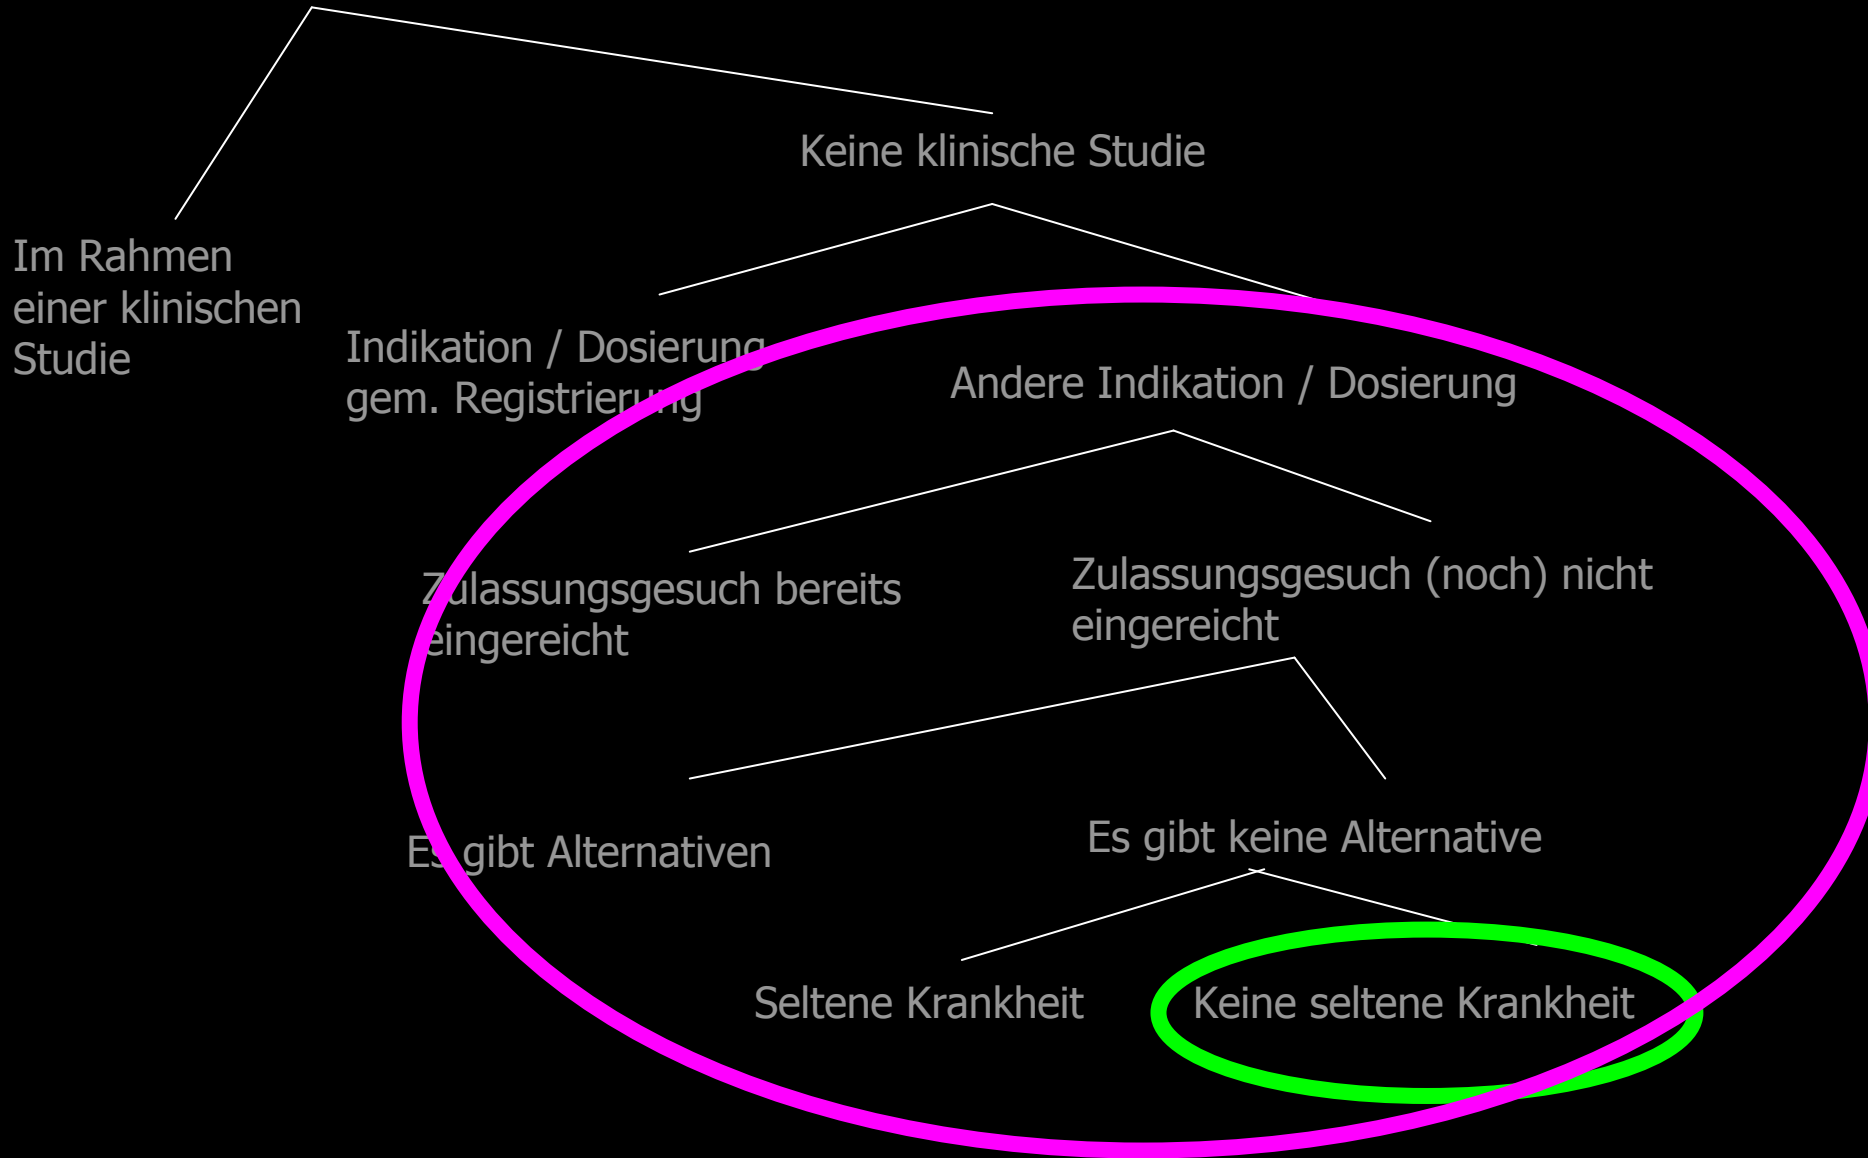 Keine klinische Studie
Im Rahmen
einer klinischen
Studie
Indikation / Dosierung
gem. Registrierung
Andere Indikation / Dosierung
Zulassungsgesuch bereits
eingereicht
Zulassungsgesuch (noch) nicht
eingereicht
Es gibt Alternativen
Es gibt keine Alternative
Seltene Krankheit
Keine seltene Krankheit